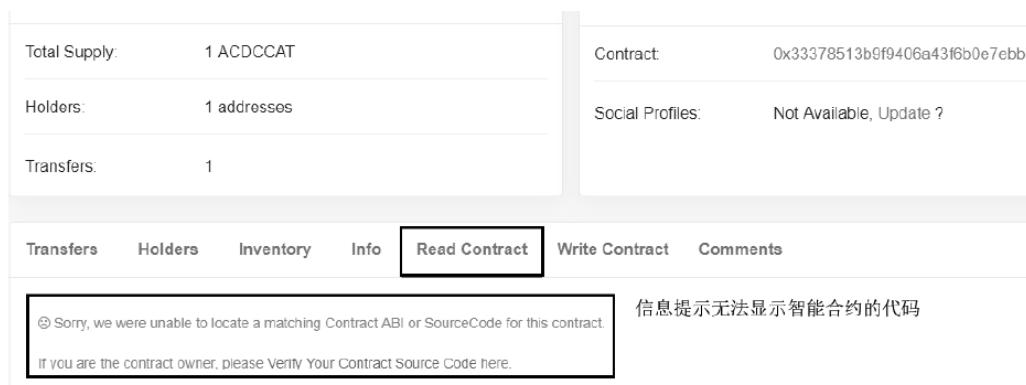 Total Supply: 1 ACDCCAT
Holders: 1 addresses
Transfers: 1
Contract: 0x33378513b9f9406a43f6b0e7ebb
Social Profiles: Not Available, Update ?
Transfers Holders Inventory Info Read Contract Write Contract Comments
☹ Sorry, we were unable to locate a matching Contract ABI or SourceCode for this contract.
If you are the contract owner, please Verify Your Contract Source Code here.
信息提示无法显示智能合约的代码